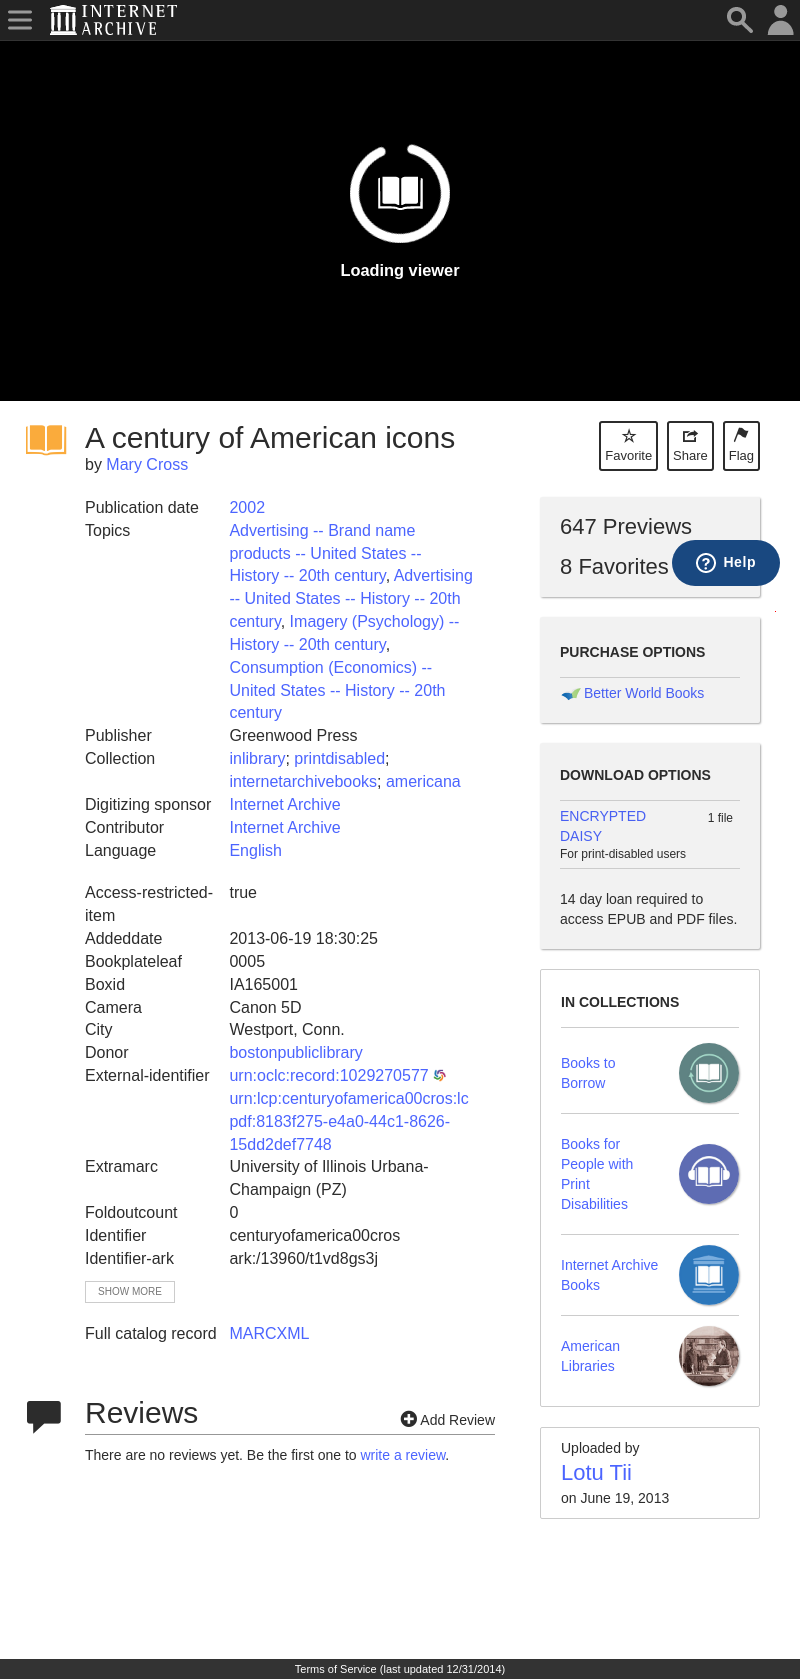 INTERNET
ARCHIVE
Loading viewer
A century of American icons
by Mary Cross
Favorite
Share
Flag
Publication date 2002
Topics Advertising -- Brand name
products -- United States --
History -- 20th century, Advertising
-- United States -- History -- 20th
century, Imagery (Psychology) --
History -- 20th century,
Consumption (Economics) --
United States -- History -- 20th
century
Publisher Greenwood Press
Collection inlibrary; printdisabled;
internetarchivebooks; americana
Digitizing sponsor Internet Archive
Contributor Internet Archive
Language English
Access-restricted- true
item
Addeddate 2013-06-19 18:30:25
Bookplateleaf 0005
Boxid IA165001
Camera Canon 5D
City Westport, Conn.
Donor bostonpubliclibrary
External-identifier urn:oclc:record:1029270577
urn:lcp:centuryofamerica00cros:lc
pdf:8183f275-e4a0-44c1-8626-
15dd2def7748
Extramarc University of Illinois Urbana-
Champaign (PZ)
Foldoutcount 0
Identifier centuryofamerica00cros
Identifier-ark ark:/13960/t1vd8gs3j
SHOW MORE
Full catalog record MARCXML
Reviews
Add Review
There are no reviews yet. Be the first one to write a review.
647 Previews
8 Favorites
Help
PURCHASE OPTIONS
Better World Books
DOWNLOAD OPTIONS
ENCRYPTED 1 file
DAISY
For print-disabled users
14 day loan required to
access EPUB and PDF files.
IN COLLECTIONS
Books to
Borrow
Books for
People with
Print
Disabilities
Internet Archive
Books
American
Libraries
Uploaded by
Lotu Tii
on June 19, 2013
Terms of Service (last updated 12/31/2014)